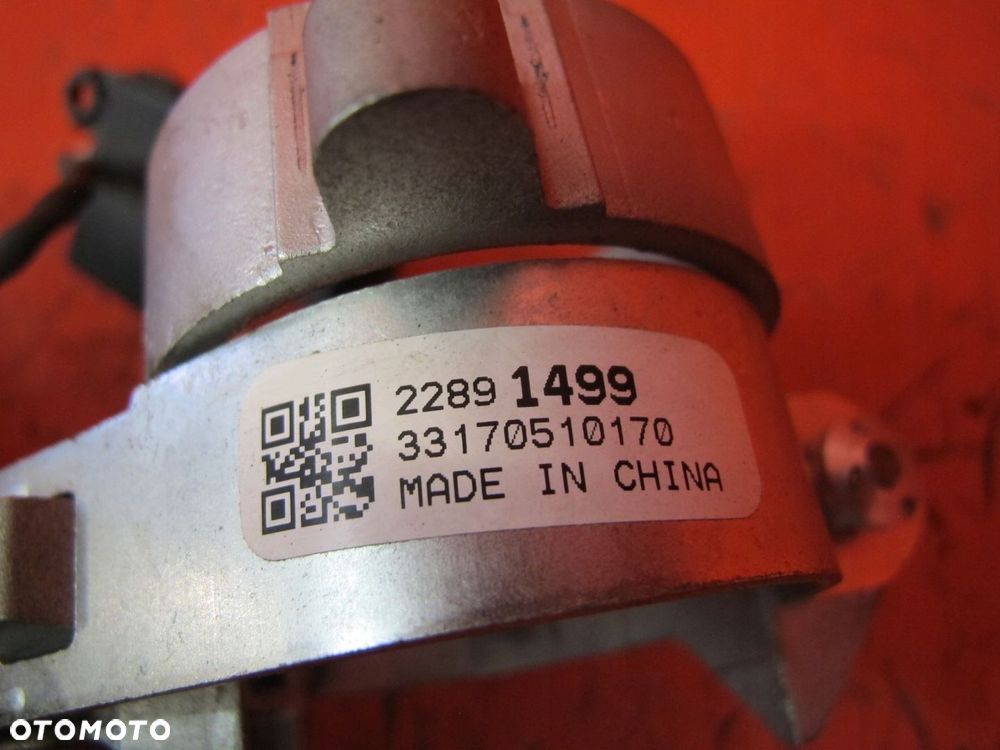 2289 1499
33170510170
MADE IN CHINA
OTOMOTO